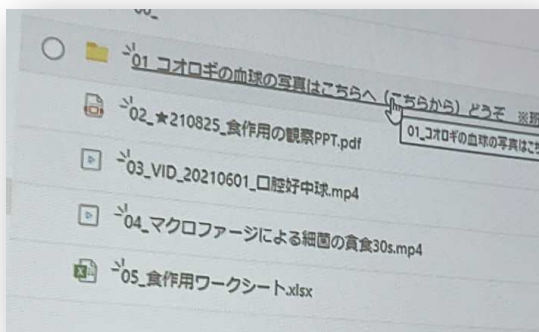 01_コオロギの血球の写真はこちらへ（こちらから）どうぞ ※班
01_コオロギの血球の写真はこち
02_★210825_食作用の観察PPT.pdf
03_VID_20210601_口腔好中球.mp4
04_マクロファージによる細菌の貪食30s.mp4
05_食作用ワークシート.xlsx